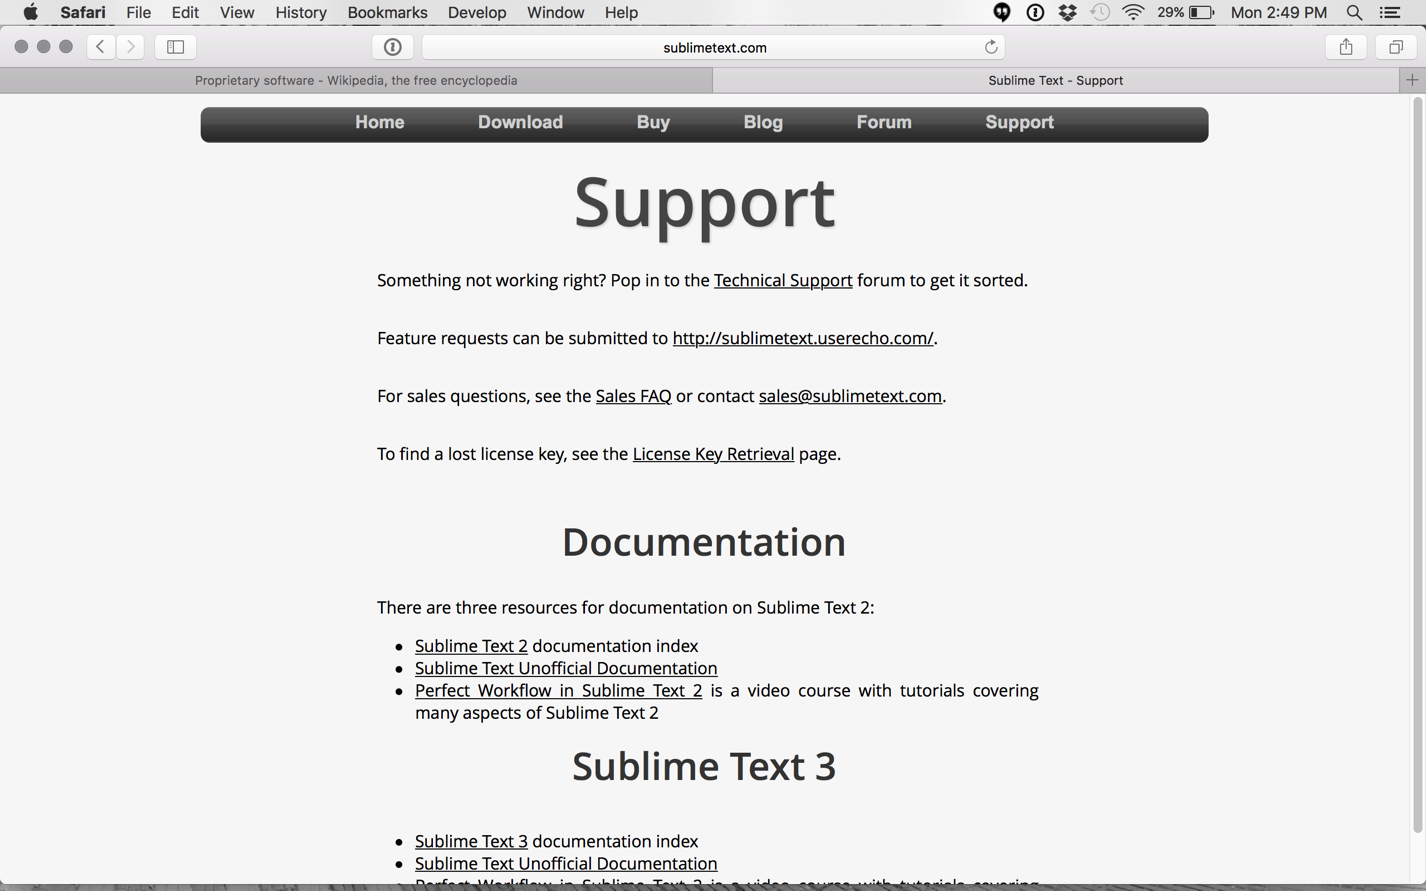 Safari File Edit View History Bookmarks Develop Window Help 29% Mon 2:49 PM
sublimetext.com
Proprietary software - Wikipedia, the free encyclopedia Sublime Text - Support
Home Download Buy Blog Forum Support
Support
Something not working right? Pop in to the Technical Support forum to get it sorted.
Feature requests can be submitted to http://sublimetext.userecho.com/.
For sales questions, see the Sales FAQ or contact sales@sublimetext.com.
To find a lost license key, see the License Key Retrieval page.
Documentation
There are three resources for documentation on Sublime Text 2:
Sublime Text 2 documentation index
Sublime Text Unofficial Documentation
Perfect Workflow in Sublime Text 2 is a video course with tutorials covering
many aspects of Sublime Text 2
Sublime Text 3
Sublime Text 3 documentation index
Sublime Text Unofficial Documentation